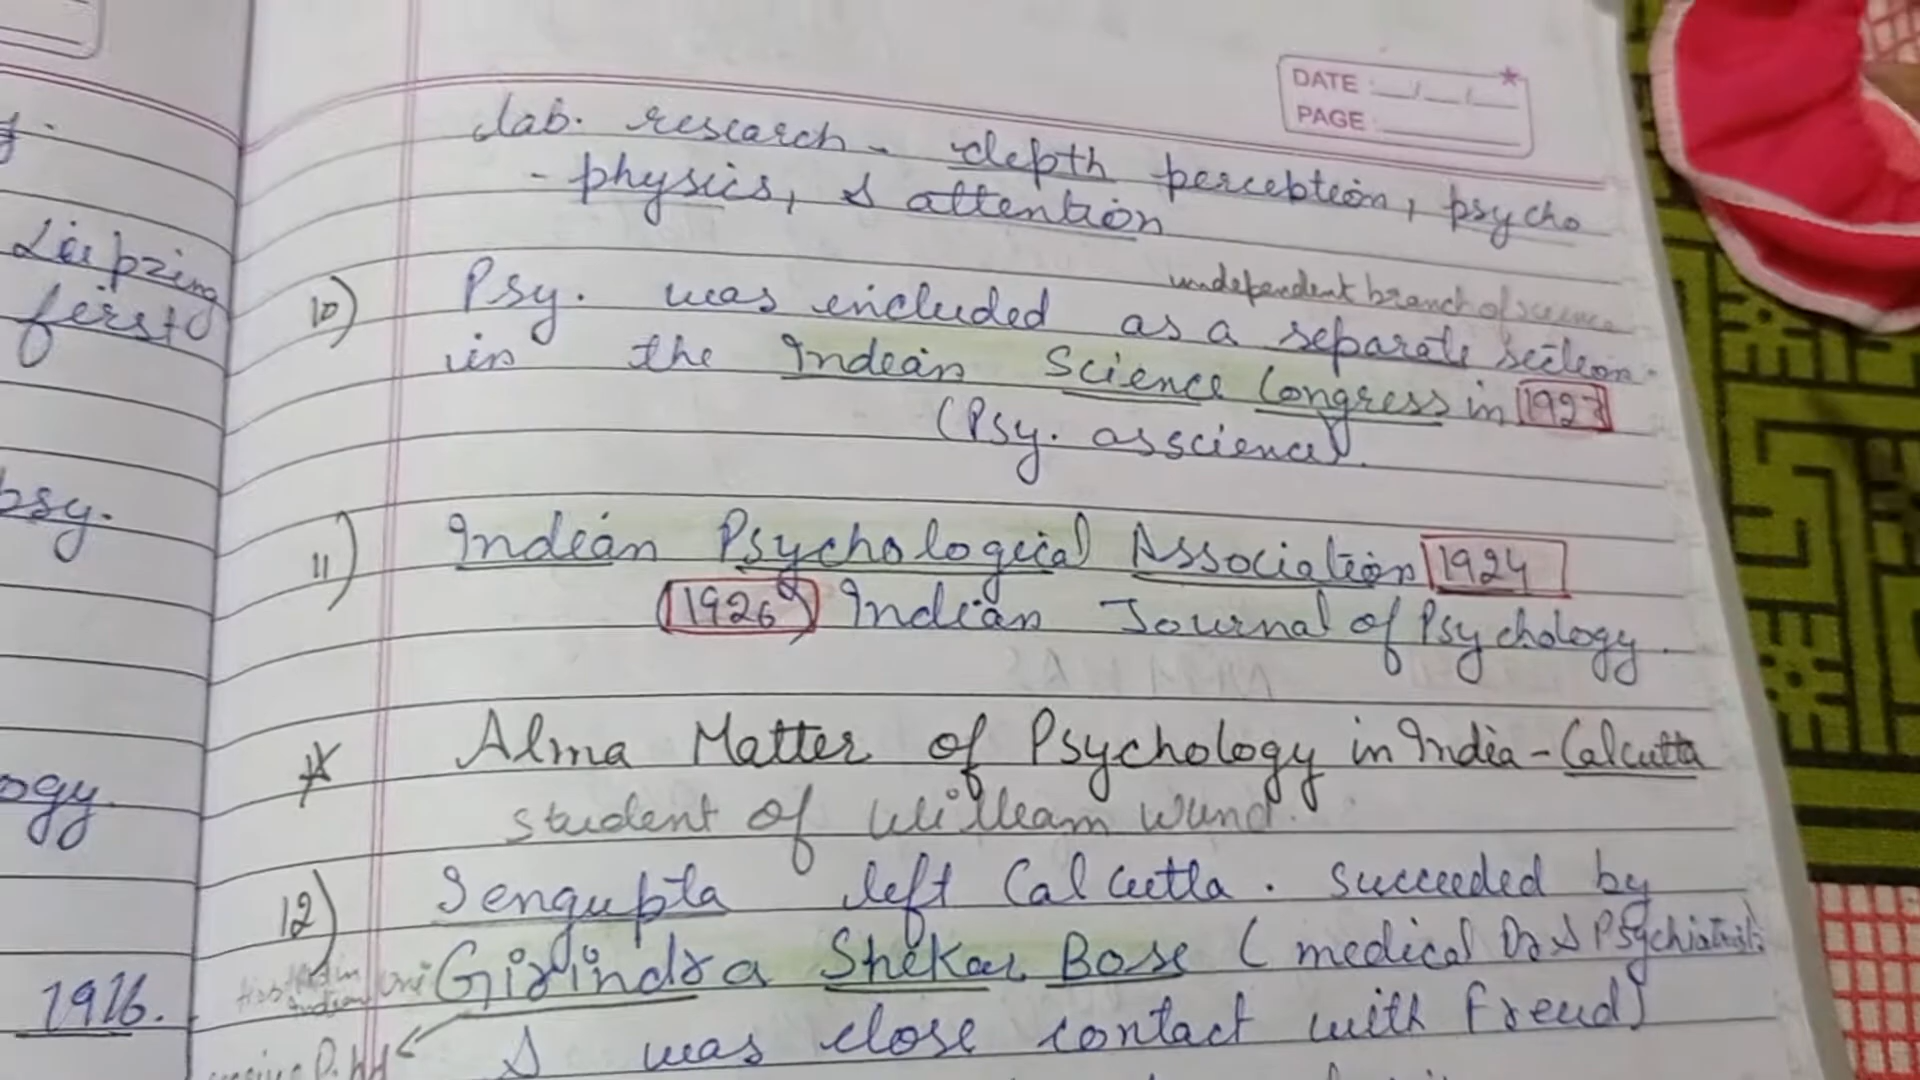 DATE : __/__/__
PAGE :
lab. research - depth perception, psycho
- physics, & attention
independent branch of science
10) Psy. was included as a separate section
in the Indian Science Congress in 1923
(Psy. as science).
11) Indian Psychological Association 1924
(1926) Indian Journal of Psychology.
Alma Matter of Psychology in India - Calcutta
student of William Wund.
12) Sengupta left Calcutta. Succeeded by
Girindra Shekar Bose (medical Dr & Psychiatrist
& was close contact with Freud)
Leipzing
first
psy.
ogy.
1916.